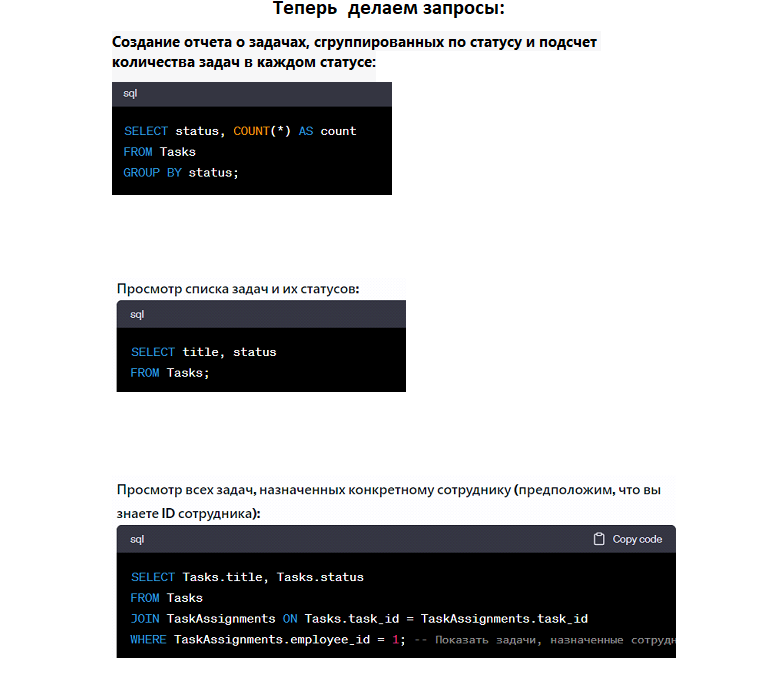 Теперь делаем запросы:
Создание отчета о задачах, сгруппированных по статусу и подсчет
количества задач в каждом статусе:
sql
SELECT status, COUNT(*) AS count
FROM Tasks
GROUP BY status;
Просмотр списка задач и их статусов:
sql
SELECT title, status
FROM Tasks;
Просмотр всех задач, назначенных конкретному сотруднику (предположим, что вы
знаете ID сотрудника):
sql Copy code
SELECT Tasks.title, Tasks.status
FROM Tasks
JOIN TaskAssignments ON Tasks.task_id = TaskAssignments.task_id
WHERE TaskAssignments.employee_id = 1; -- Показать задачи, назначенные